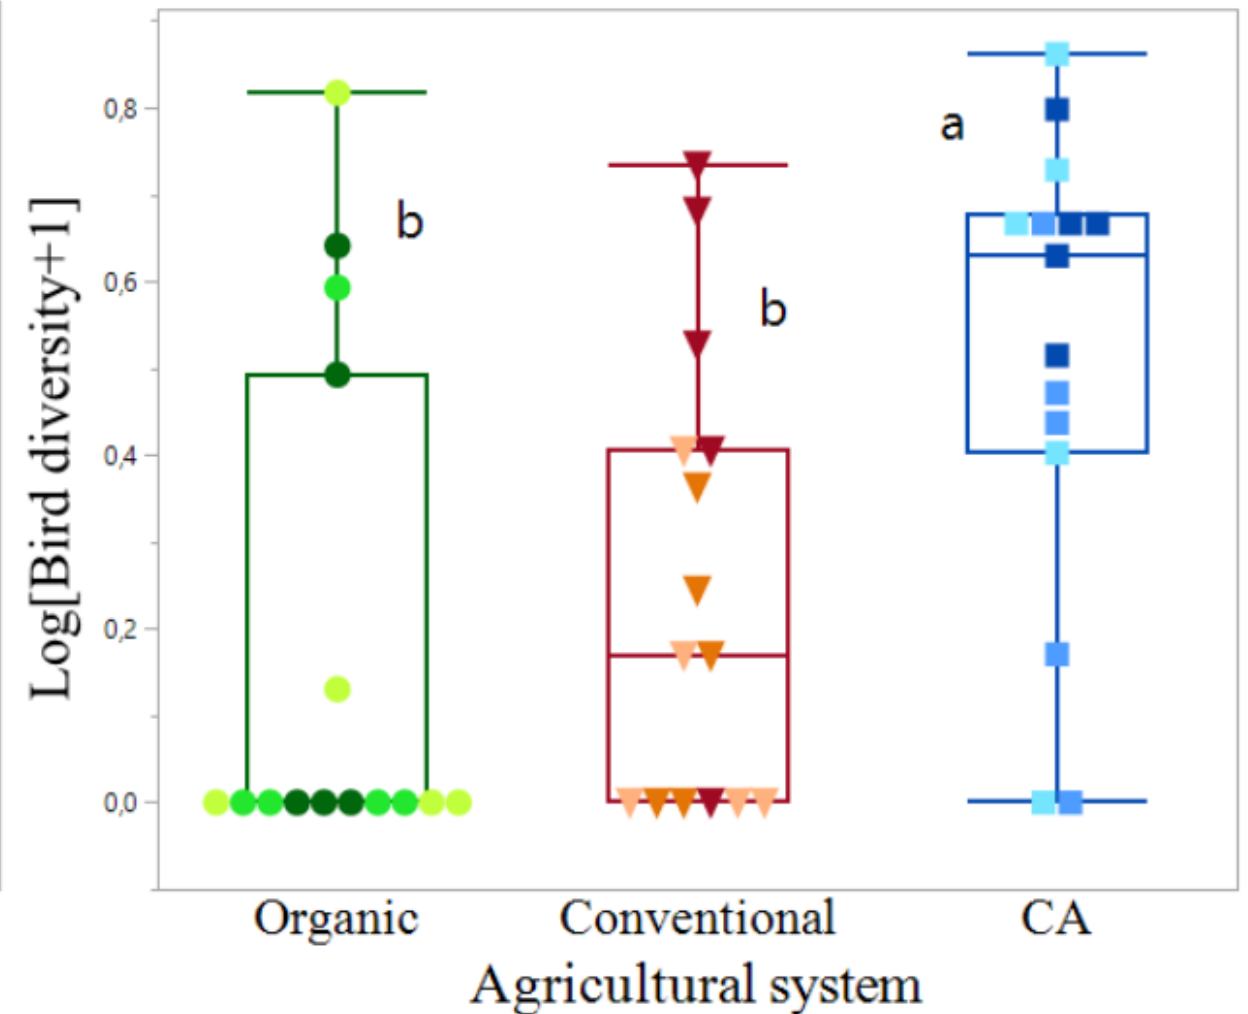 Log[Bird diversity+1]
0,8
0,6
0,4
0,2
0,0
b
b
a
Organic
Conventional
CA
Agricultural system